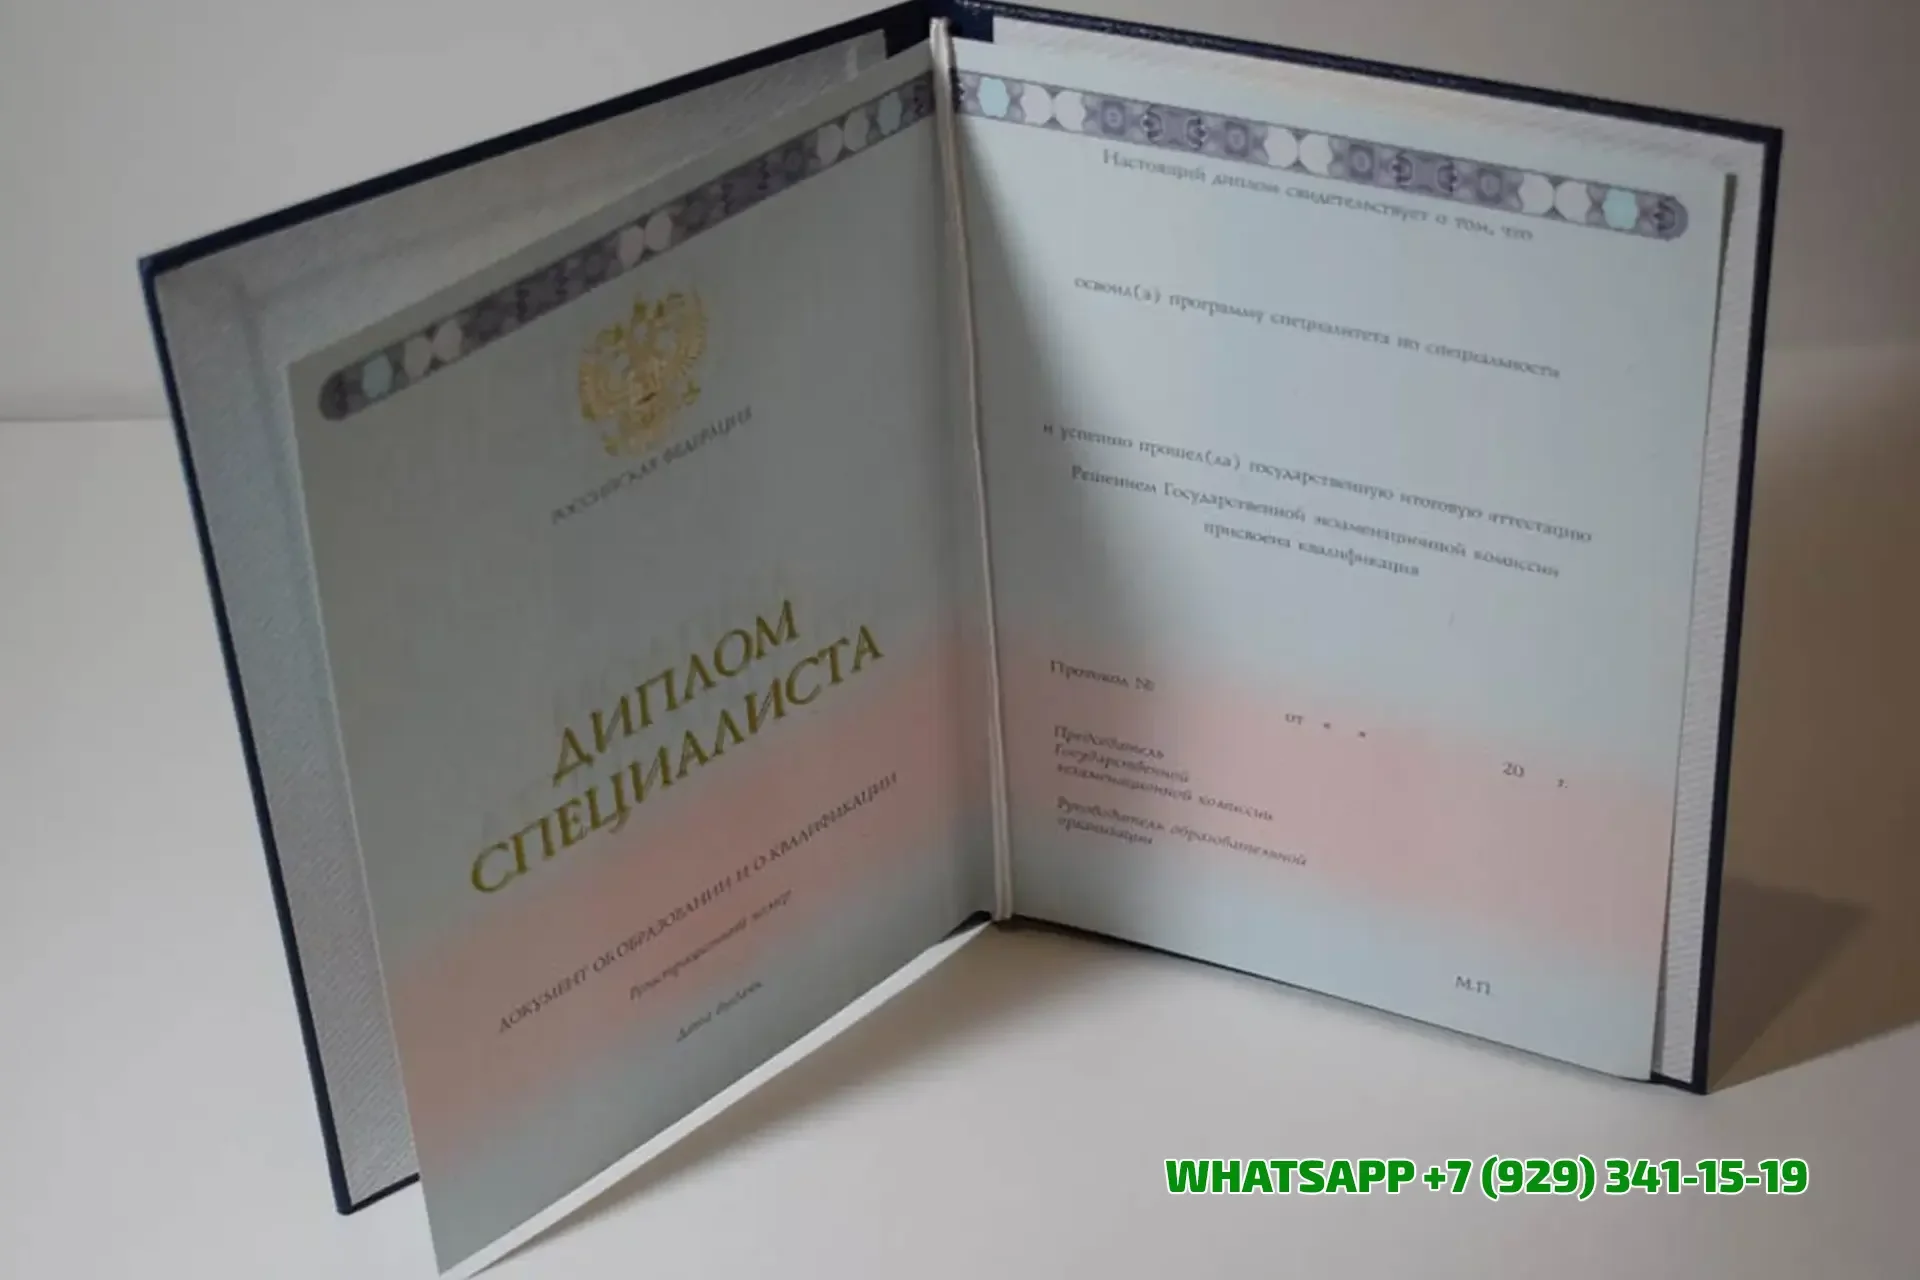 РОССИЙСКАЯ ФЕДЕРАЦИЯ
ДИПЛОМ
СПЕЦИАЛИСТА
ДОКУМЕНТ ОБ ОБРАЗОВАНИИ И О КВАЛИФИКАЦИИ
Регистрационный номер
Дата выдачи
Настоящий диплом свидетельствует о том, что
освоил(а) программу специалитета по специальности
и успешно прошел(ла) государственную итоговую аттестацию
Решением Государственной экзаменационной комиссии
присвоена квалификация
Протокол №
от « » 20 г.
Председатель
Государственной
экзаменационной комиссии
Руководитель образовательной
организации
М.П.
WHATSAPP +7 (929) 341-15-19